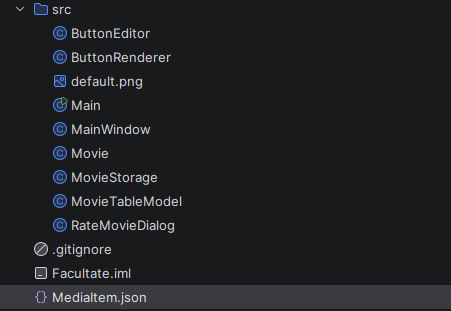 src
ButtonEditor
ButtonRenderer
default.png
Main
MainWindow
Movie
MovieStorage
MovieTableModel
RateMovieDialog
.gitignore
Facultate.iml
MediaItem.json